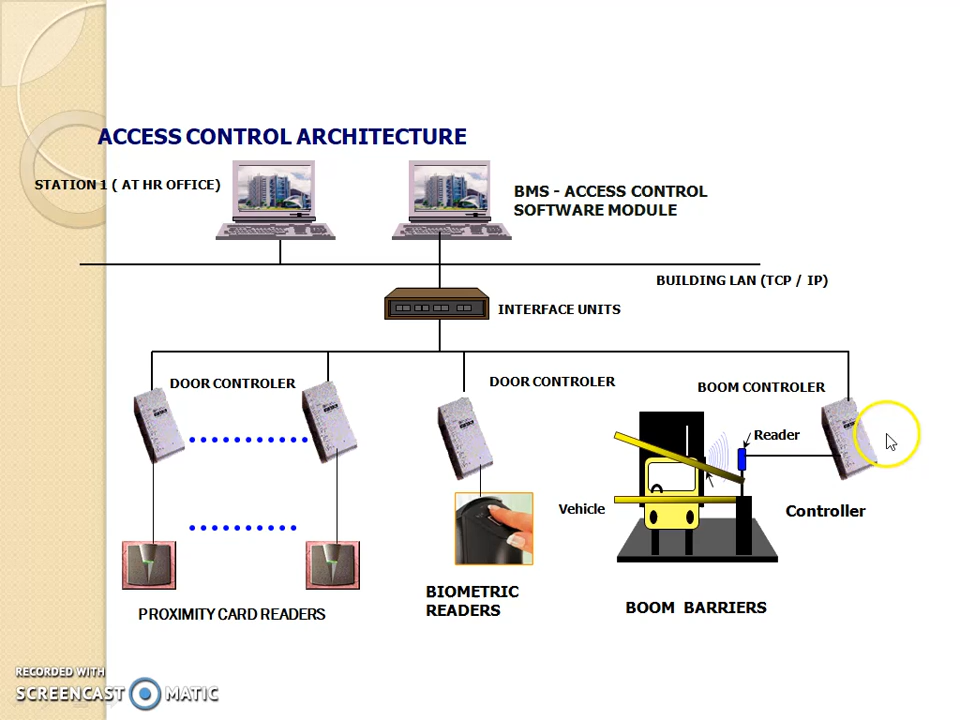 ACCESS CONTROL ARCHITECTURE
STATION 1 ( AT HR OFFICE)
BMS - ACCESS CONTROL
SOFTWARE MODULE
BUILDING LAN (TCP / IP)
INTERFACE UNITS
DOOR CONTROLER
DOOR CONTROLER
BOOM CONTROLER
Reader
Vehicle
Controller
BIOMETRIC
READERS
BOOM BARRIERS
PROXIMITY CARD READERS
RECORDED WITH
SCREENCAST MATIC